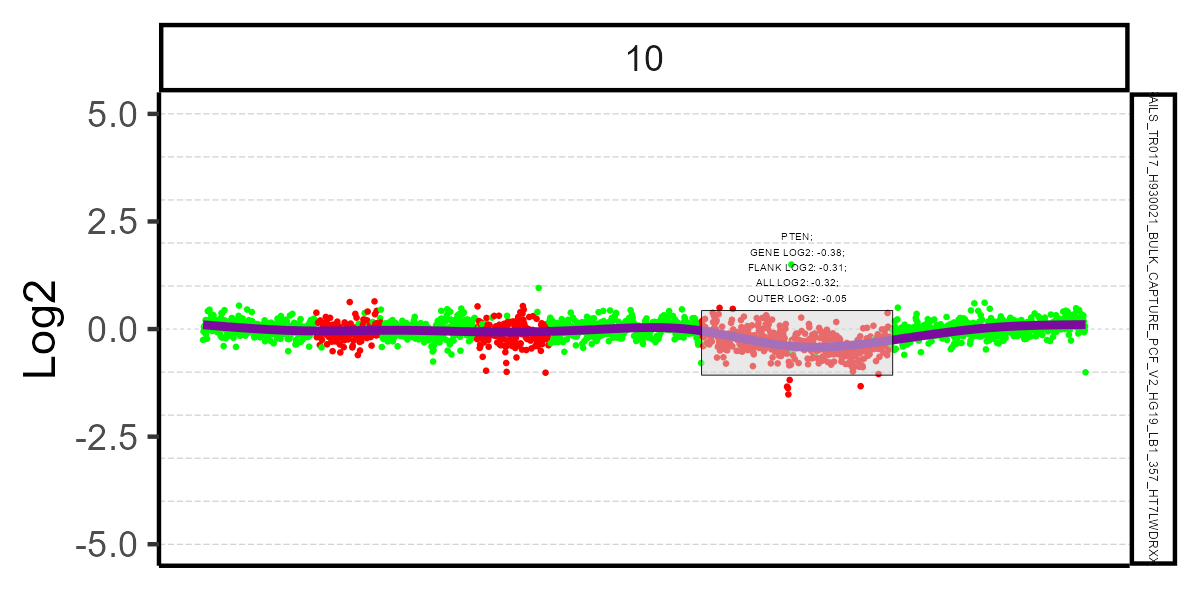 10
5.0
2.5
0.0
-2.5
-5.0
Log2
PTEN;
GENE LOG2: -0.38;
FLANK LOG2: -0.31;
ALL LOG2: -0.32;
OUTER LOG2: -0.05
AILS_TR017_H930021_BULK_CAPTURE_PCF_V2_HG19_LB1_357_HT7LWDRX